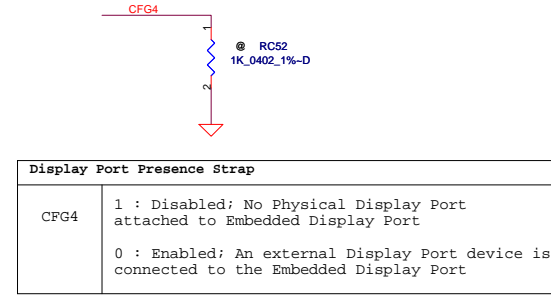 CFG4
1
@ RC52
1K_0402_1%~D
2
Display Port Presence Strap
CFG4
1 : Disabled; No Physical Display Port
attached to Embedded Display Port
0 : Enabled; An external Display Port device is
connected to the Embedded Display Port